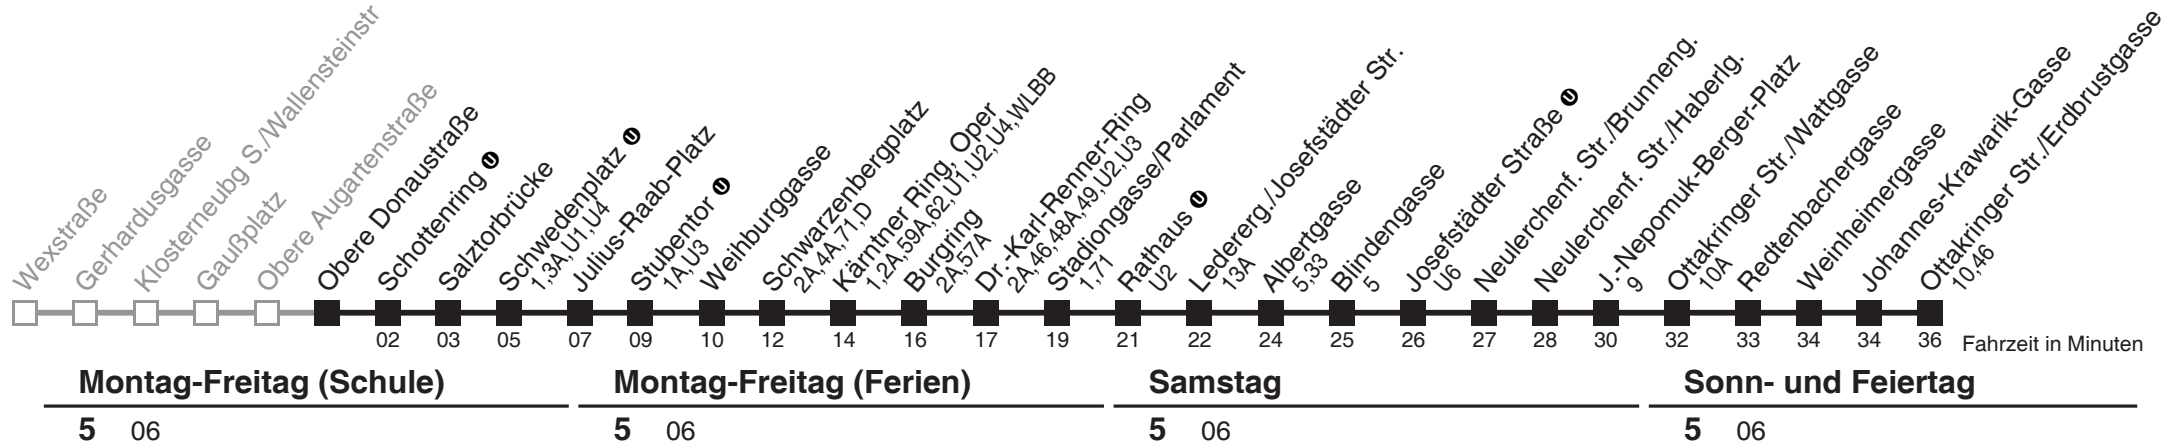 Wexstraße
Gerhardusgasse
Klosterneubg S./Wallensteinstr
Gaußplatz
Obere Augartenstraße
Obere Donaustraße
Schottenring U
Salztorbrücke
Schwedenplatz U
1,3A,U1,U4
Julius-Raab-Platz
Stubentor U
1A,U3
Weihburggasse
Schwarzenbergplatz
2A,4A,71,D
Kärntner Ring, Oper
1,2A,59A,62,U1,U2,U4,WLBB
Burgring
2A,57A
Dr.-Karl-Renner-Ring
2A,46,48A,49,U2,U3
Stadiongasse/Parlament
1,71
Rathaus U
U2
Ledererg./Josefstädter Str.
13A
Albertgasse
5,33
Blindengasse
5
Josefstädter Straße U
U6
Neulerchenf. Str./Brunneng.
Neulerchenf. Str./Haberlg.
J.-Nepomuk-Berger-Platz
9
Ottakringer Str./Wattgasse
10A
Redtenbachergasse
Weinheimergasse
Johannes-Krawarik-Gasse
Ottakringer Str./Erdbrustgasse
10,46
02 03 05 07 09 10 12 14 16 17 19 21 22 24 25 26 27 28 30 32 33 34 34 36 Fahrzeit in Minuten
Montag-Freitag (Schule) Montag-Freitag (Ferien) Samstag Sonn- und Feiertag
5 06 5 06 5 06 5 06